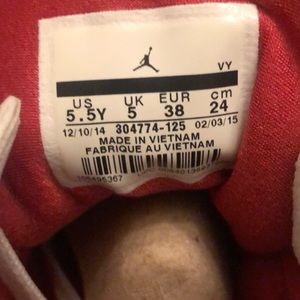 VY
US UK EUR cm
5.5Y 5 38 24
12/10/14 304774-125 02/03/15
MADE IN VIETNAM
FABRIQUE AU VIETNAM